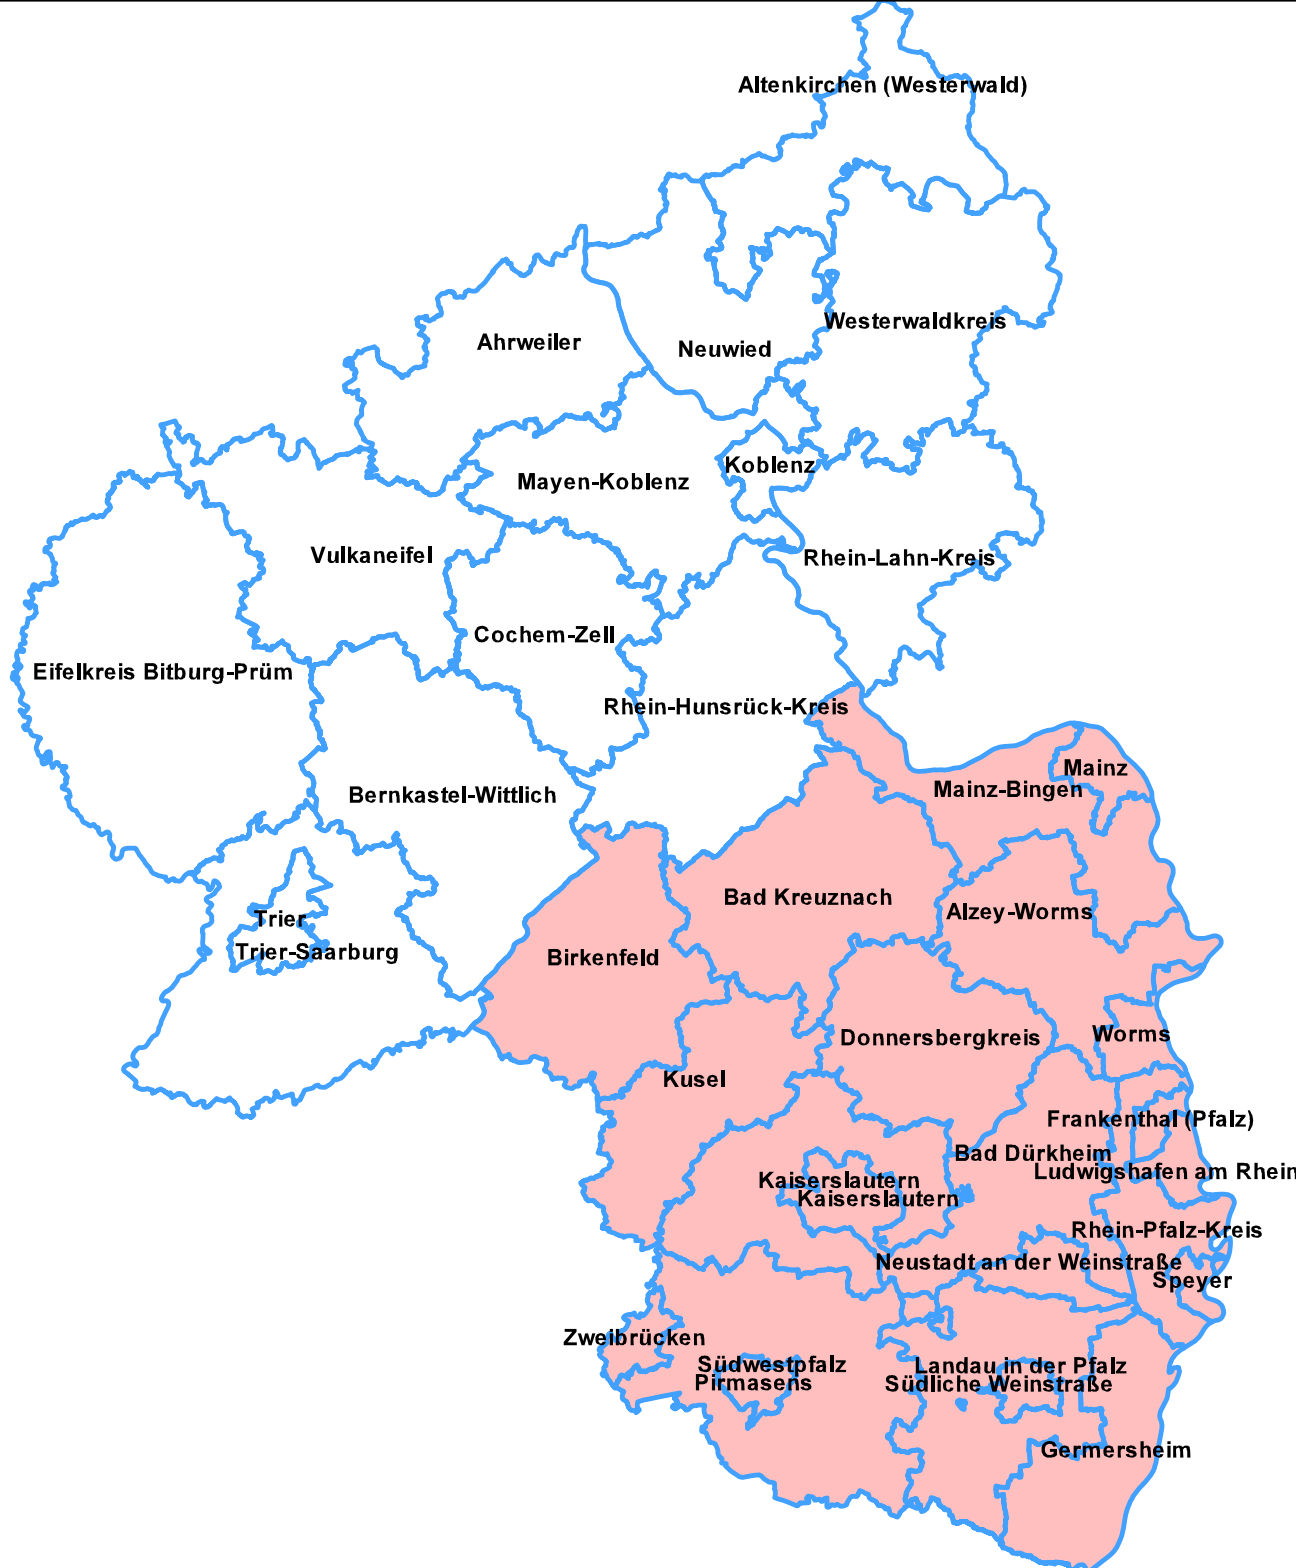 Altenkirchen (Westerwald)
Westerwaldkreis
Ahrweiler
Neuwied
Koblenz
Mayen-Koblenz
Vulkaneifel
Rhein-Lahn-Kreis
Cochem-Zell
Eifelkreis Bitburg-Prüm
Rhein-Hunsrück-Kreis
Mainz
Mainz-Bingen
Bernkastel-Wittlich
Bad Kreuznach
Alzey-Worms
Trier
Trier-Saarburg
Birkenfeld
Worms
Donnersbergkreis
Kusel
Frankenthal (Pfalz)
Bad Dürkheim
Ludwigshafen am Rhein
Kaiserslautern
Kaiserslautern
Rhein-Pfalz-Kreis
Neustadt an der Weinstraße
Speyer
Zweibrücken
Südwestpfalz
Landau in der Pfalz
Pirmasens
Südliche Weinstraße
Germersheim